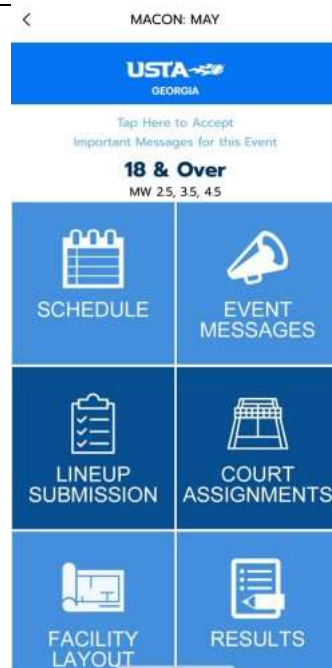 MACON: MAY
USTA
GEORGIA
Tap Here to Accept
Important Messages for this Event
18 & Over
MW 2.5, 3.5, 4.5
SCHEDULE
EVENT
MESSAGES
LINEUP
SUBMISSION
COURT
ASSIGNMENTS
FACILITY
LAYOUT
RESULTS